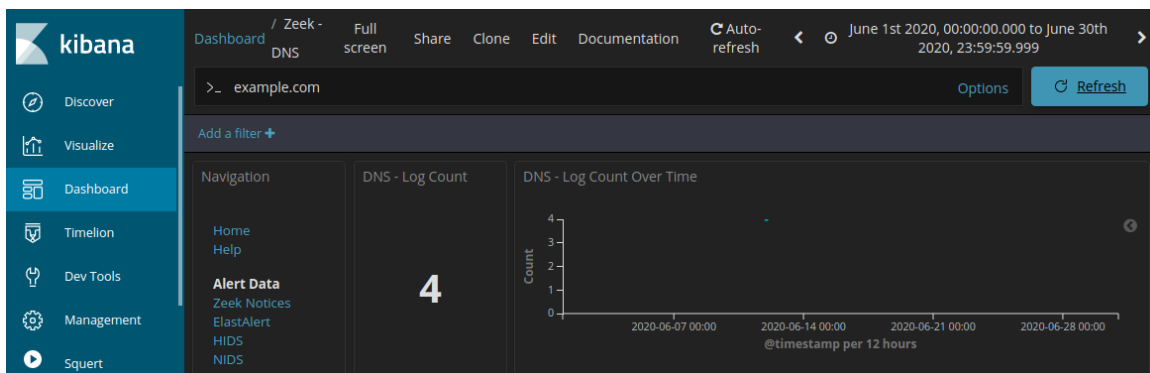 kibana
Discover
Visualize
Dashboard
Timelion
Dev Tools
Management
Squert
Dashboard / Zeek - DNS
Full screen
Share
Clone
Edit
Documentation
Auto-refresh
June 1st 2020, 00:00:00.000 to June 30th
2020, 23:59:59.999
>_ example.com
Options
Refresh
Add a filter +
Navigation
Home
Help
Alert Data
Zeek Notices
ElastAlert
HIDS
NIDS
DNS - Log Count
4
DNS - Log Count Over Time
Count
4
3
2
1
0
2020-06-07 00:00
2020-06-14 00:00
2020-06-21 00:00
2020-06-28 00:00
@timestamp per 12 hours